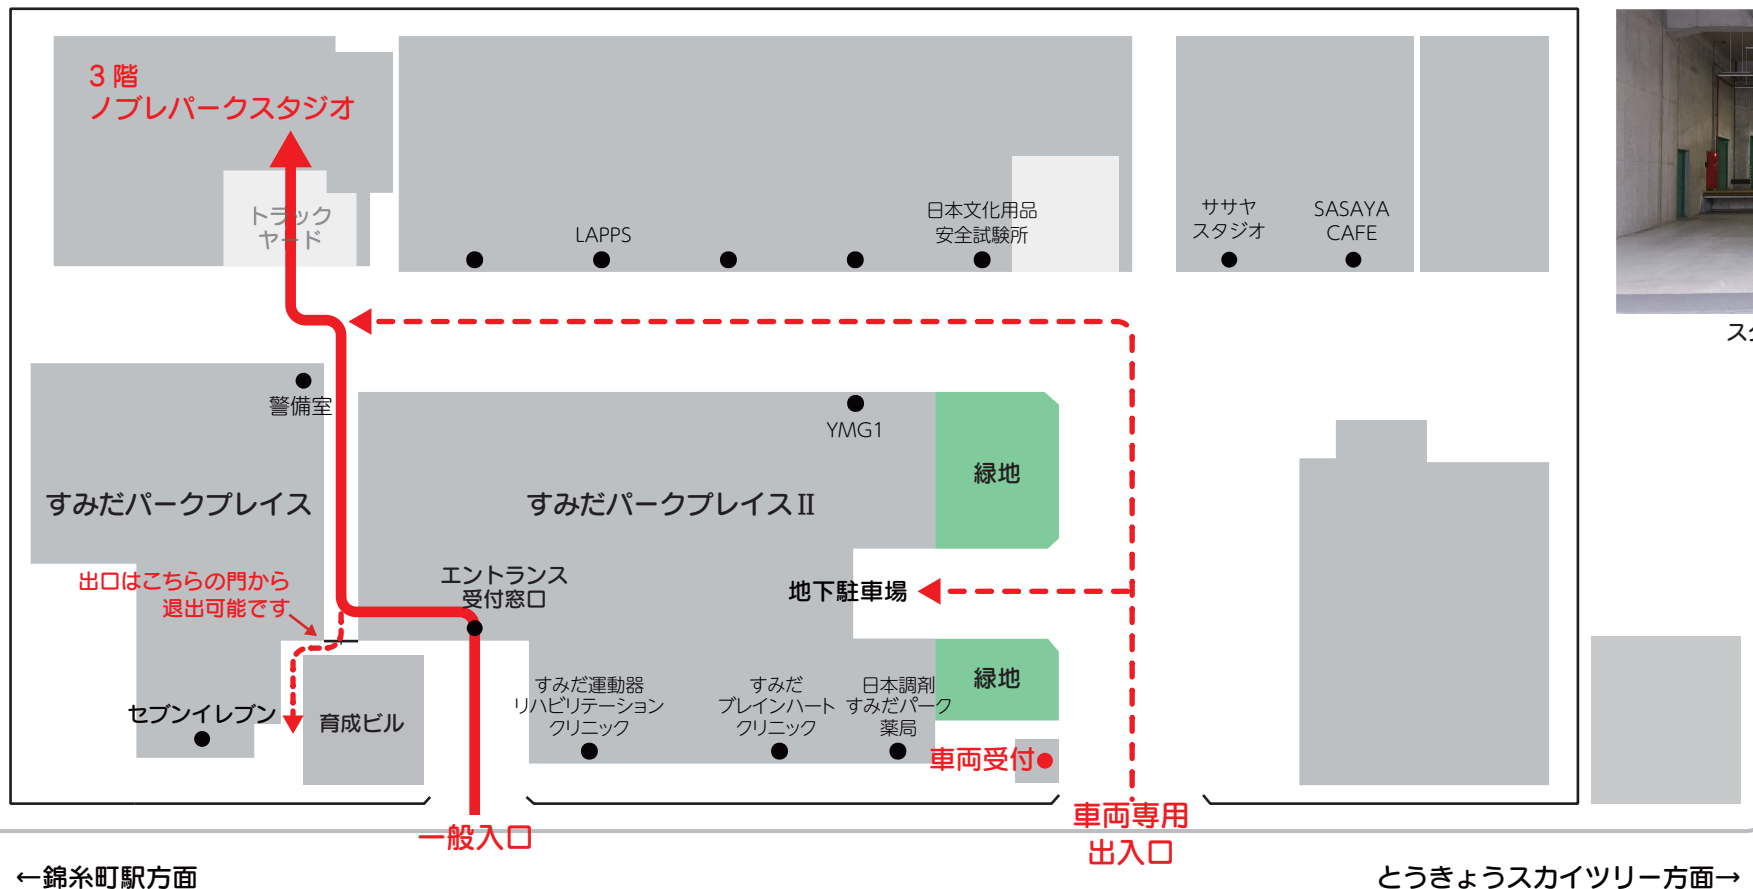 3 階
ノブレパークスタジオ
トラック
ヤード
LAPPS
日本文化用品
安全試験所
ササヤ
スタジオ
SASAYA
CAFE
警備室
YMG1
緑地
すみだパークプレイス
すみだパークプレイス II
出口はこちらの門から
退出可能です
エントランス
受付窓口
地下駐車場
セブンイレブン
育成ビル
すみだ運動器
リハビリテーション
クリニック
すみだ
ブレインハート
クリニック
日本調剤
すみだパーク
薬局
緑地
車両受付
一般入口
車両専用
出入口
←錦糸町駅方面
とうきょうスカイツリー方面→